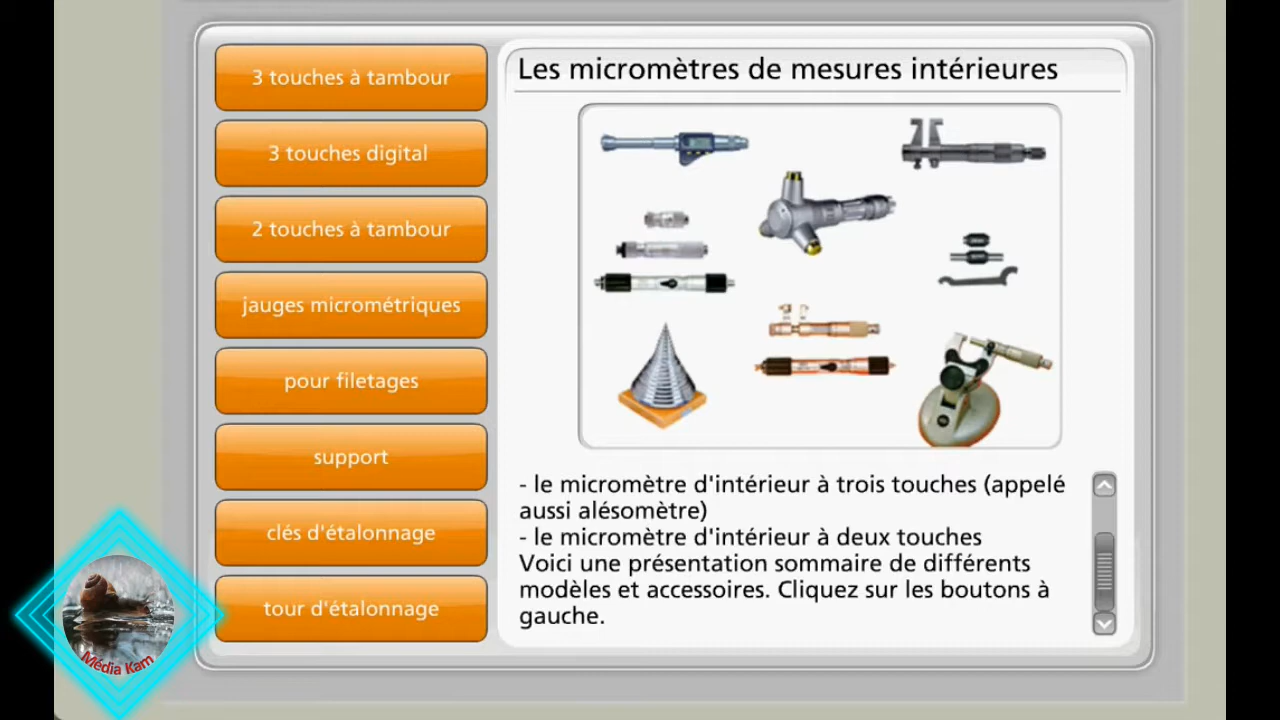 3 touches à tambour
3 touches digital
2 touches à tambour
jauges micrométriques
pour filetages
support
clés d'étalonnage
tour d'étalonnage
Les micromètres de mesures intérieures
- le micromètre d'intérieur à trois touches (appelé
aussi alésomètre)
- le micromètre d'intérieur à deux touches
Voici une présentation sommaire de différents
modèles et accessoires. Cliquez sur les boutons à
gauche.
Média Kam